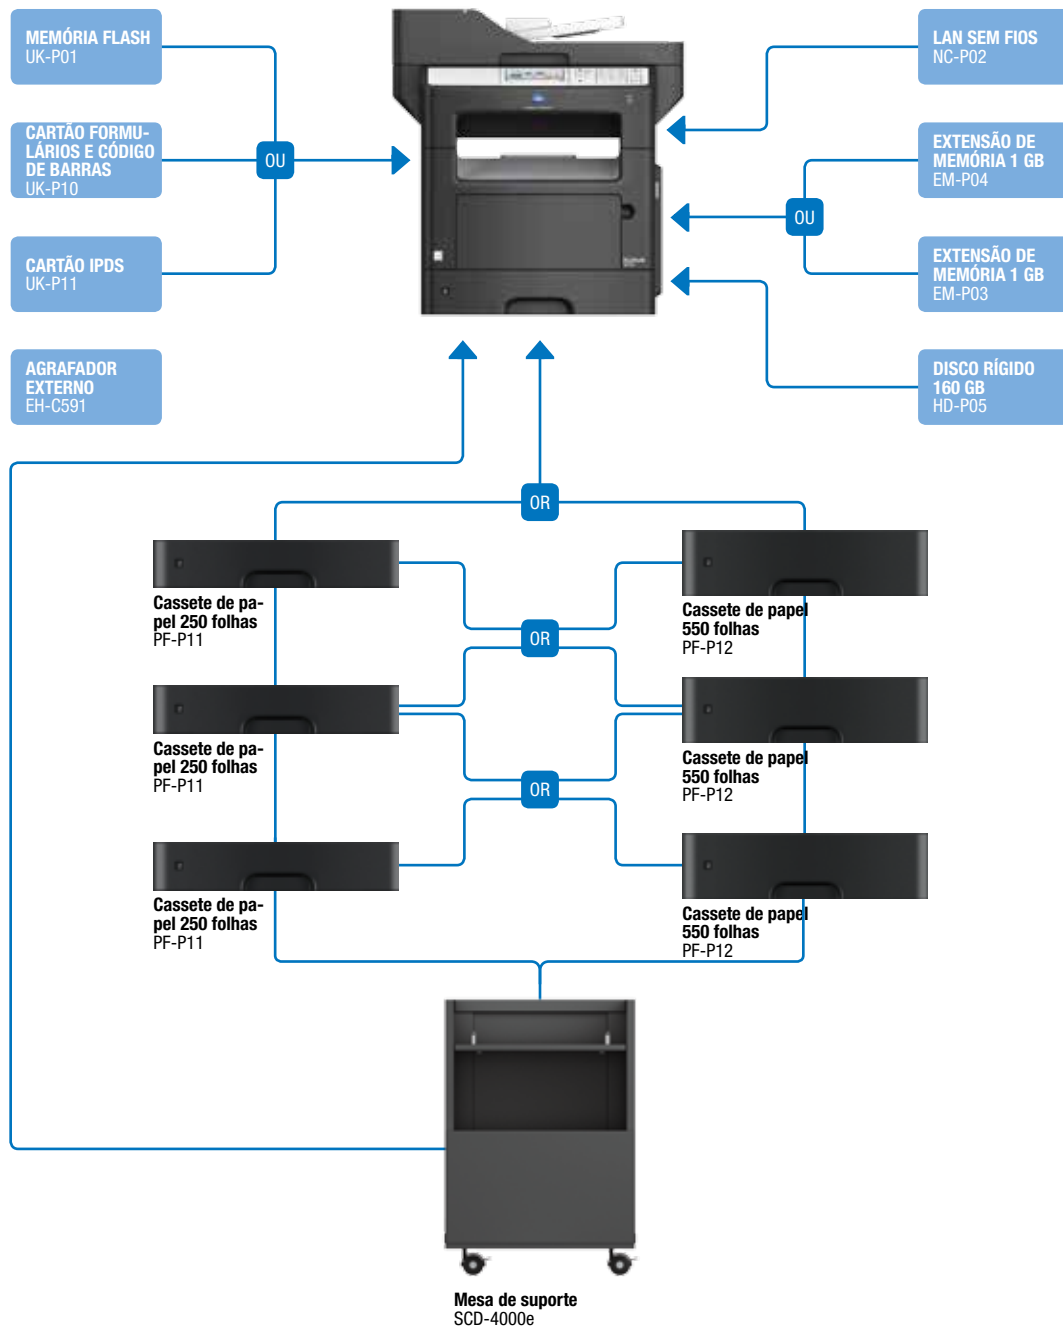 MEMÓRIA FLASH
UK-P01
CARTÃO FORMU-
LÁRIOS E CÓDIGO
DE BARRAS
UK-P10
OU
CARTÃO IPDS
UK-P11
AGRAFADOR
EXTERNO
EH-C591
LAN SEM FIOS
NC-P02
EXTENSÃO DE
MEMÓRIA 1 GB
EM-P04
OU
EXTENSÃO DE
MEMÓRIA 1 GB
EM-P03
DISCO RÍGIDO
160 GB
HD-P05
OR
Cassete de pa-
pel 250 folhas
PF-P11
Cassete de papel
550 folhas
PF-P12
OR
Cassete de pa-
pel 250 folhas
PF-P11
Cassete de papel
550 folhas
PF-P12
OR
Cassete de pa-
pel 250 folhas
PF-P11
Cassete de papel
550 folhas
PF-P12
Mesa de suporte
SCD-4000e